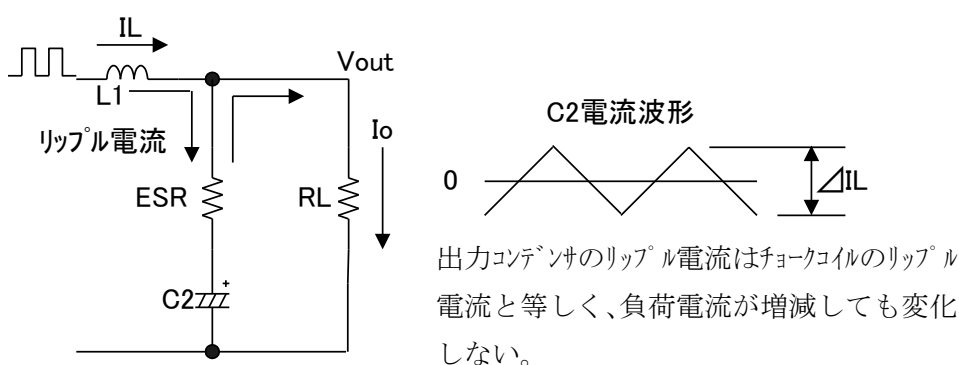 IL
Vout
L1
リップル電流
Io
ESR
RL
C2
+
C2電流波形
0
⊿IL
出力コンデンサのリップル電流はチョークコイルのリップル
電流と等しく、負荷電流が増減しても変化
しない。